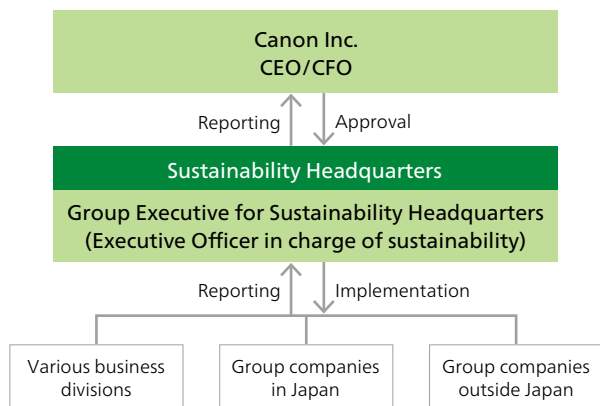 Canon Inc.
CEO/CFO
Reporting Approval
Sustainability Headquarters
Group Executive for Sustainability Headquarters
(Executive Officer in charge of sustainability)
Reporting Implementation
Various business
divisions
Group companies
in Japan
Group companies
outside Japan